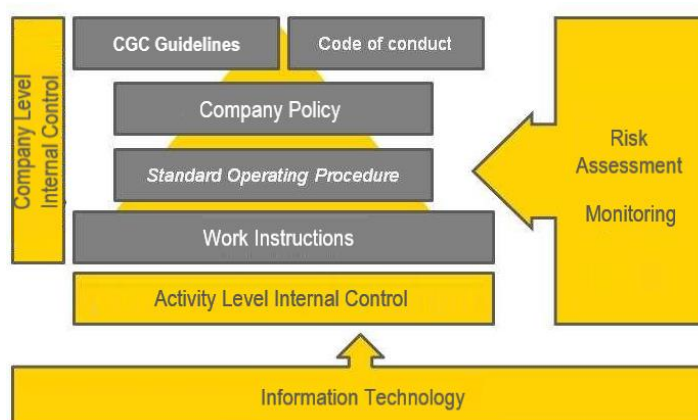 CGC Guidelines
Code of conduct
Company Level
Internal Control
Company Policy
Standard Operating Procedure
Work Instructions
Activity Level Internal Control
Risk
Assessment
Monitoring
Information Technology